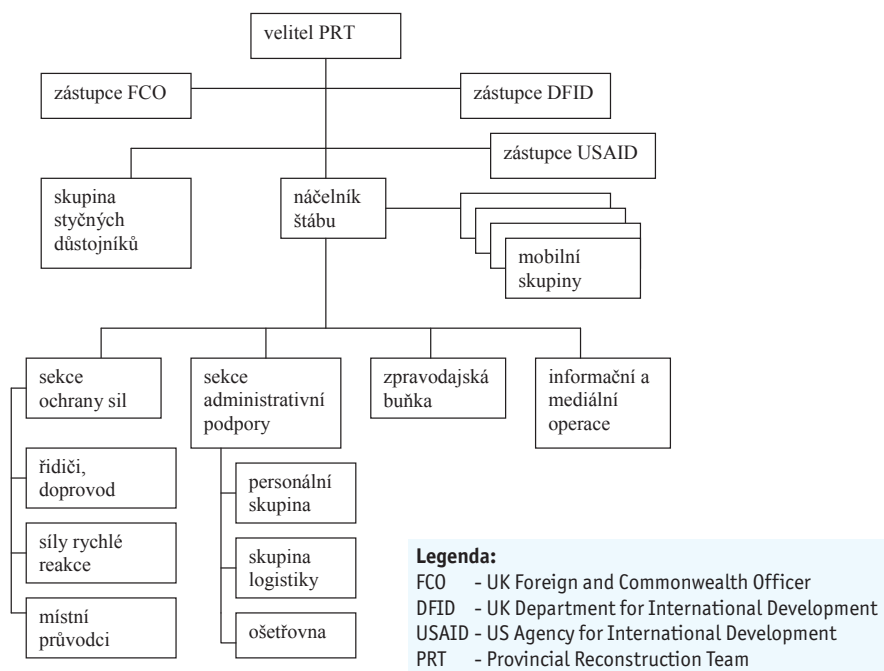 velitel PRT
zástupce FCO
zástupce DFID
zástupce USAID
skupina
styčných
důstojníků
náčelník
štábu
mobilní
skupiny
sekce
ochrany sil
sekce
administrativní
podpory
zpravodajská
buňka
informační a
mediální
operace
řidiči,
doprovod
síly rychlé
reakce
místní
průvodci
personální
skupina
skupina
logistiky
ošetřovna
Legenda:
FCO - UK Foreign and Commonwealth Officer
DFID - UK Department for International Development
USAID - US Agency for International Development
PRT - Provincial Reconstruction Team